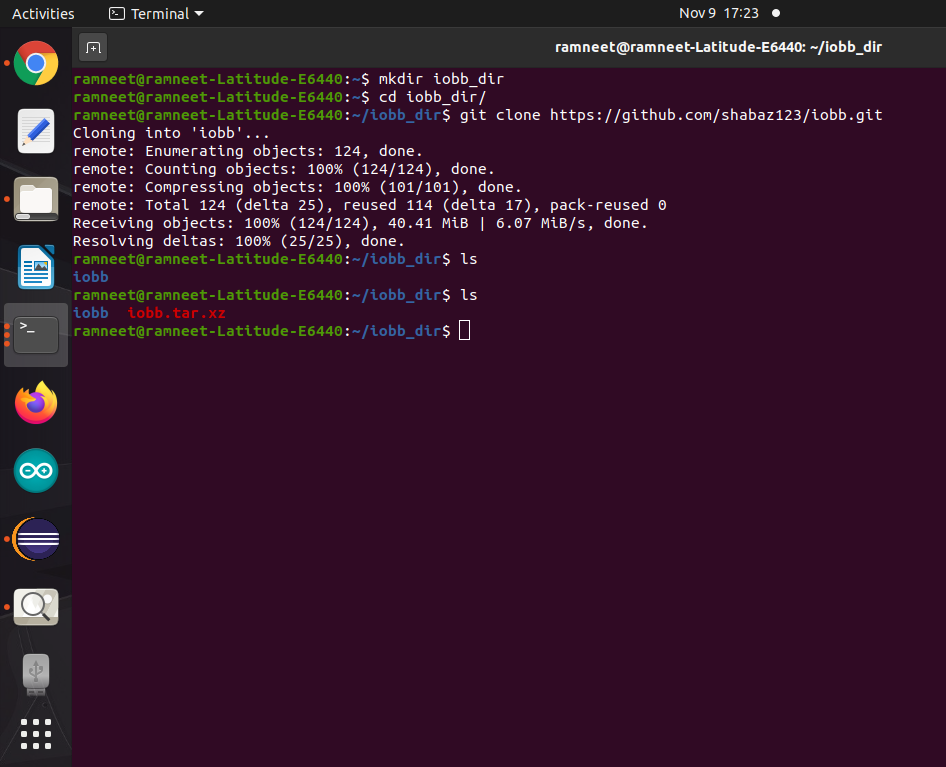 Activities
Terminal
Nov 9 17:23
ramneet@ramneet-Latitude-E6440: ~/iobb_dir
ramneet@ramneet-Latitude-E6440:~$ mkdir iobb_dir
ramneet@ramneet-Latitude-E6440:~$ cd iobb_dir/
ramneet@ramneet-Latitude-E6440:~/iobb_dir$ git clone https://github.com/shabaz123/iobb.git
Cloning into 'iobb'...
remote: Enumerating objects: 124, done.
remote: Counting objects: 100% (124/124), done.
remote: Compressing objects: 100% (101/101), done.
remote: Total 124 (delta 25), reused 114 (delta 17), pack-reused 0
Receiving objects: 100% (124/124), 40.41 MiB | 6.07 MiB/s, done.
Resolving deltas: 100% (25/25), done.
ramneet@ramneet-Latitude-E6440:~/iobb_dir$ ls
iobb
ramneet@ramneet-Latitude-E6440:~/iobb_dir$ ls
iobb  iobb.tar.xz
ramneet@ramneet-Latitude-E6440:~/iobb_dir$